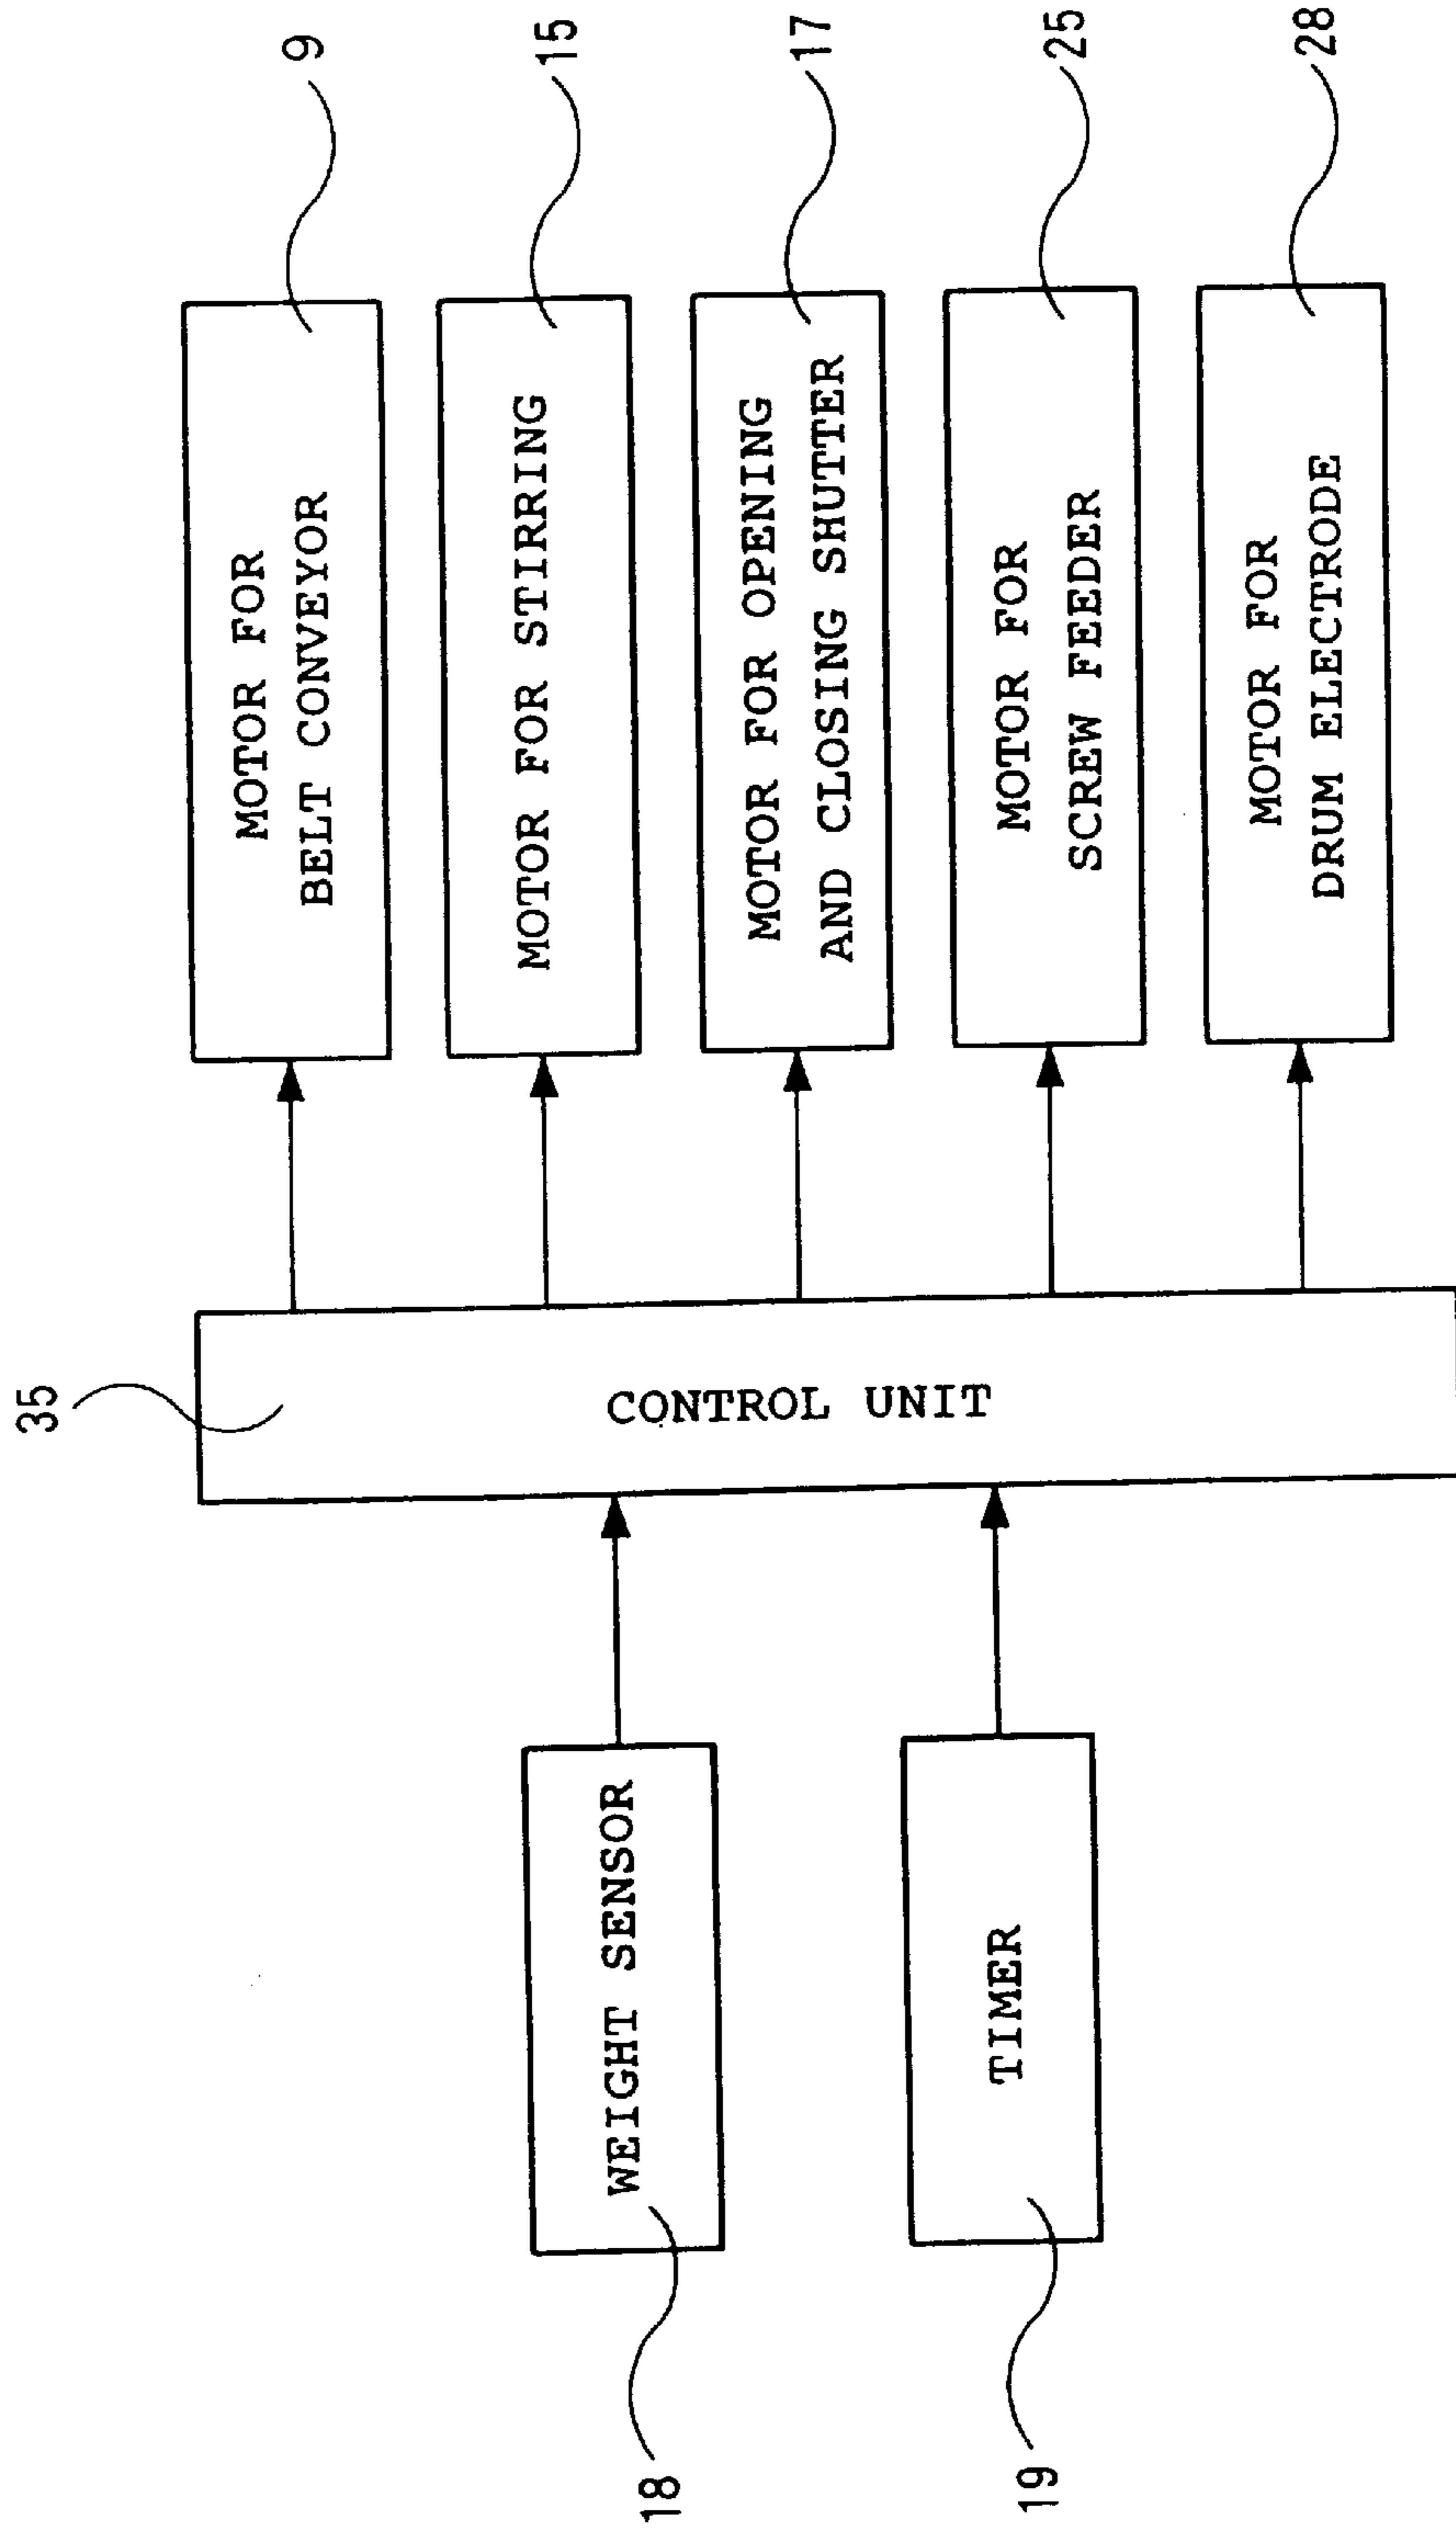 35
CONTROL UNIT
18
WEIGHT SENSOR
19
TIMER
MOTOR FOR
BELT CONVEYOR
9
MOTOR FOR STIRRING
15
MOTOR FOR OPENING
AND CLOSING SHUTTER
17
MOTOR FOR
SCREW FEEDER
25
MOTOR FOR
DRUM ELECTRODE
28